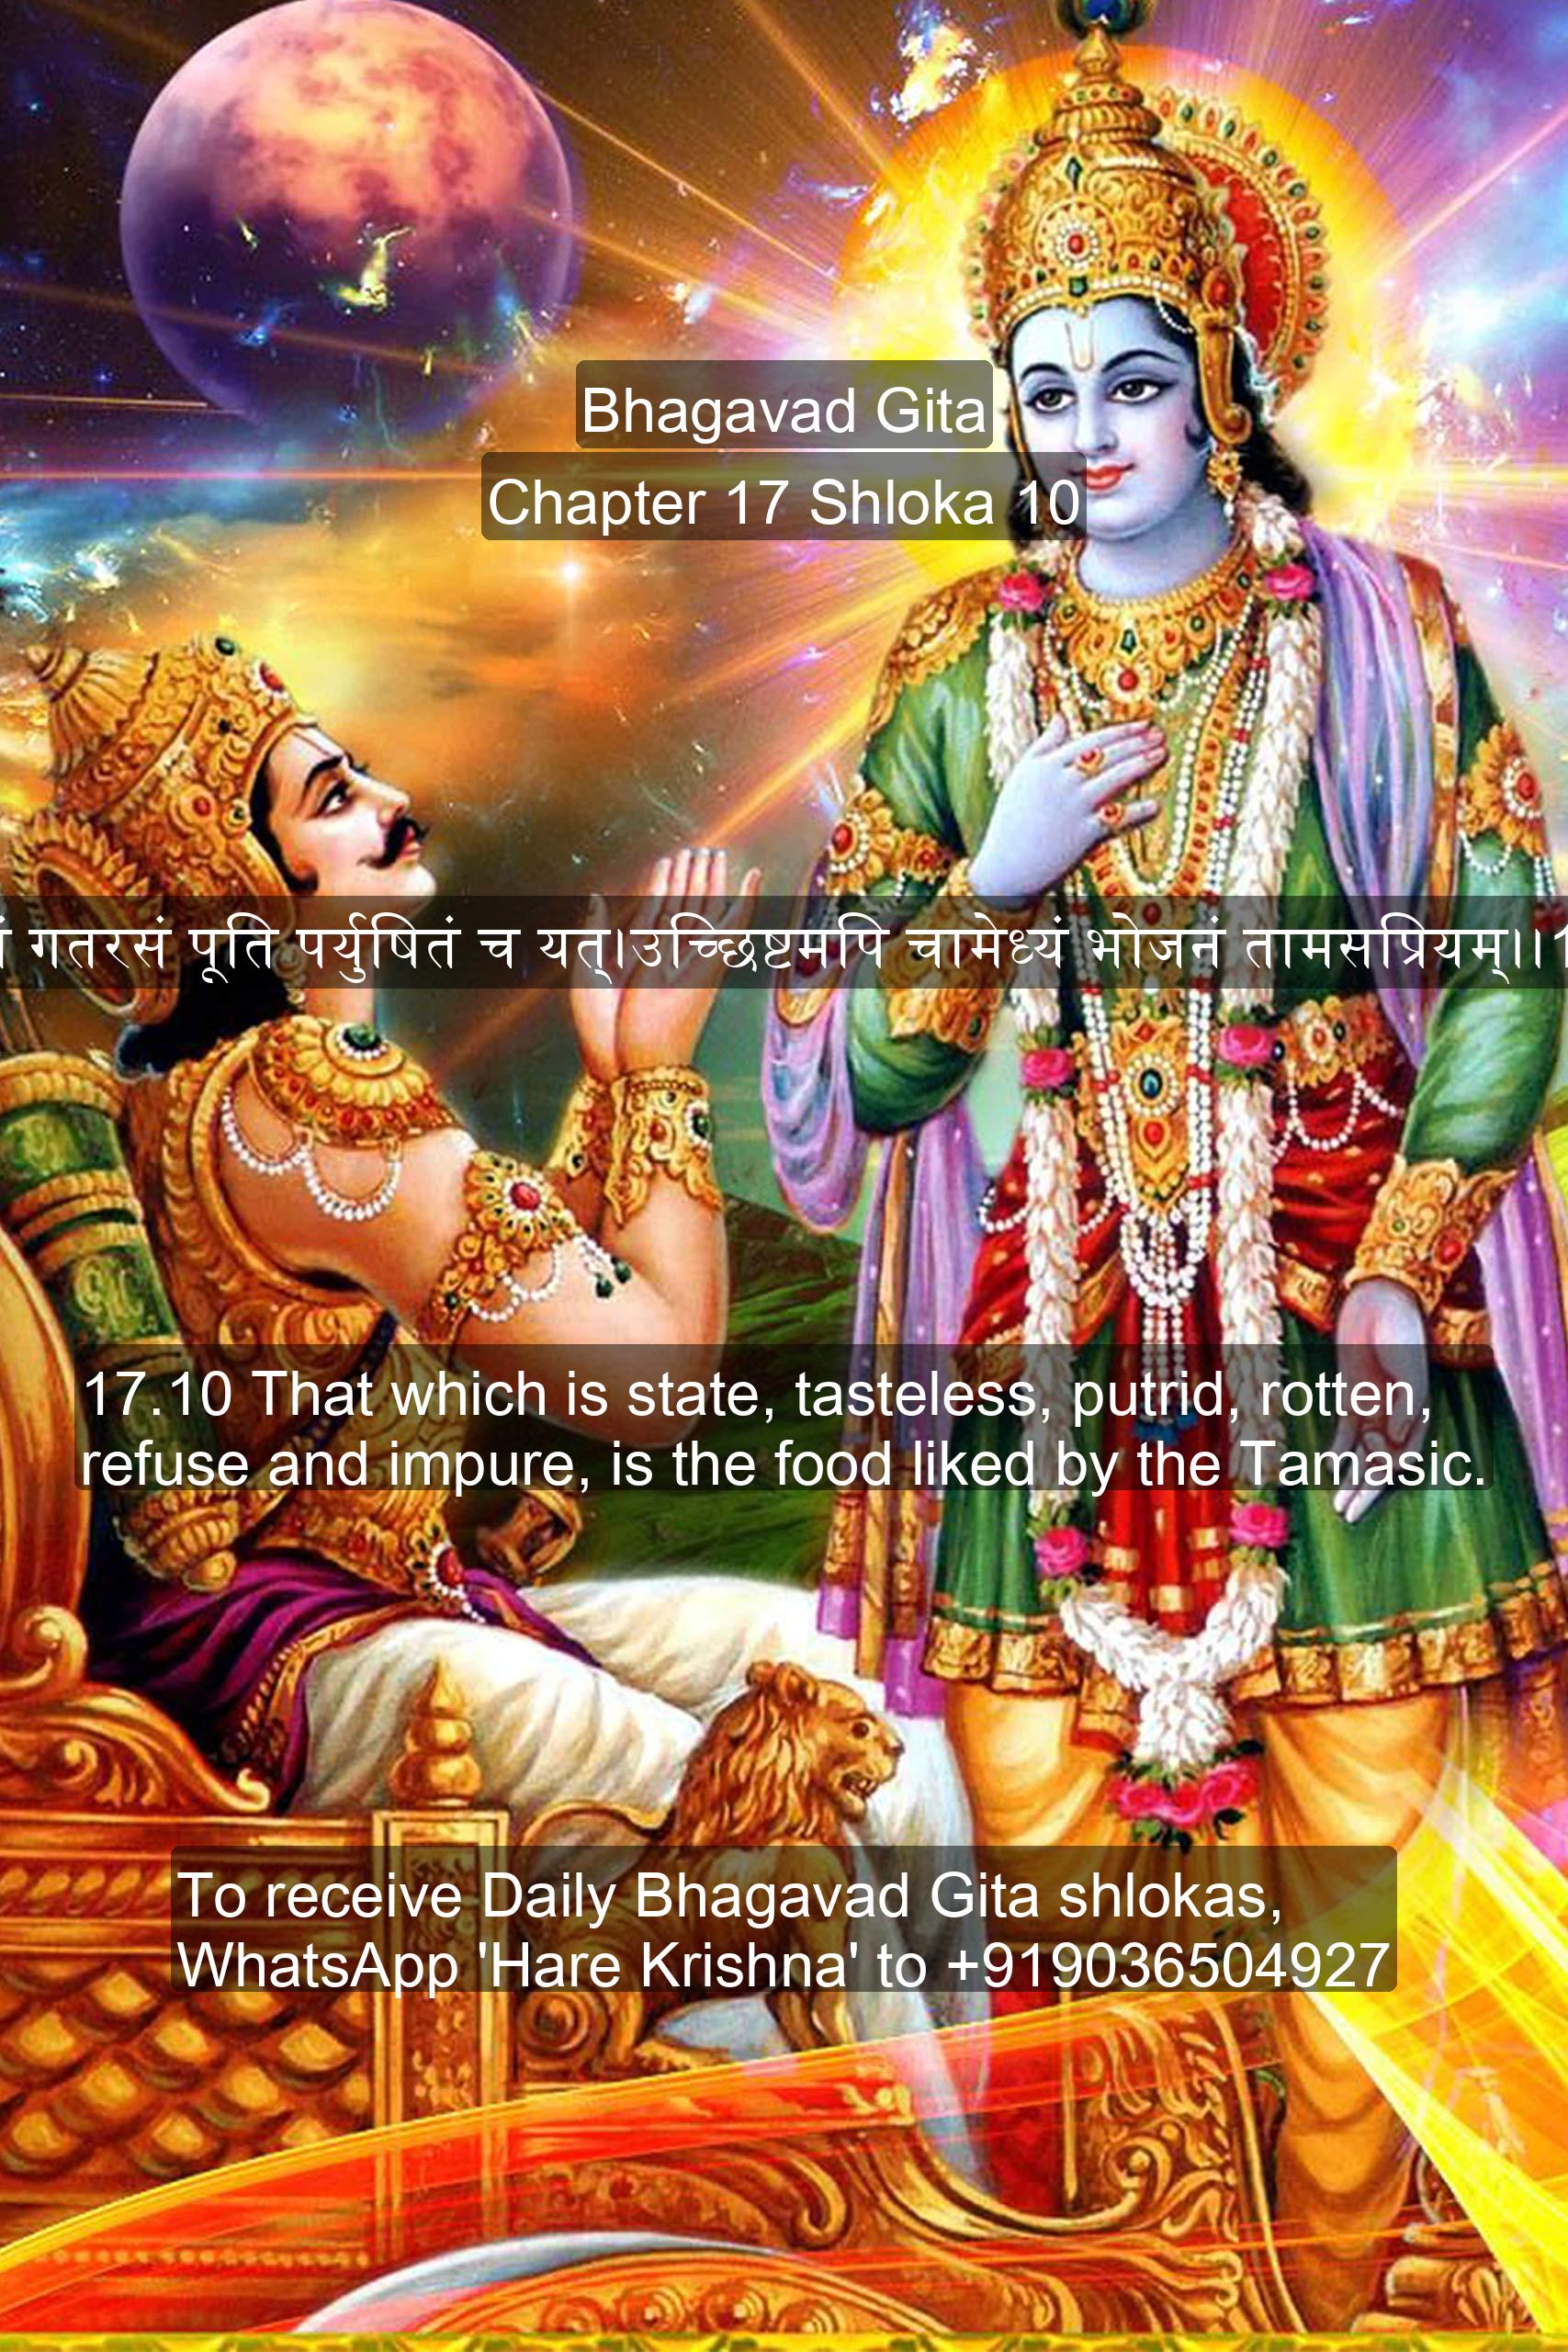 Bhagavad Gita
Chapter 17 Shloka 10
गतरसं पूति पर्युषितं च यत्।उच्छिष्टमपि चामेध्यं भोजनं तामसप्रियम्।।
17.10 That which is state, tasteless, putrid, rotten,
refuse and impure, is the food liked by the Tamasic.
To receive Daily Bhagavad Gita shlokas,
WhatsApp 'Hare Krishna' to +919036504927